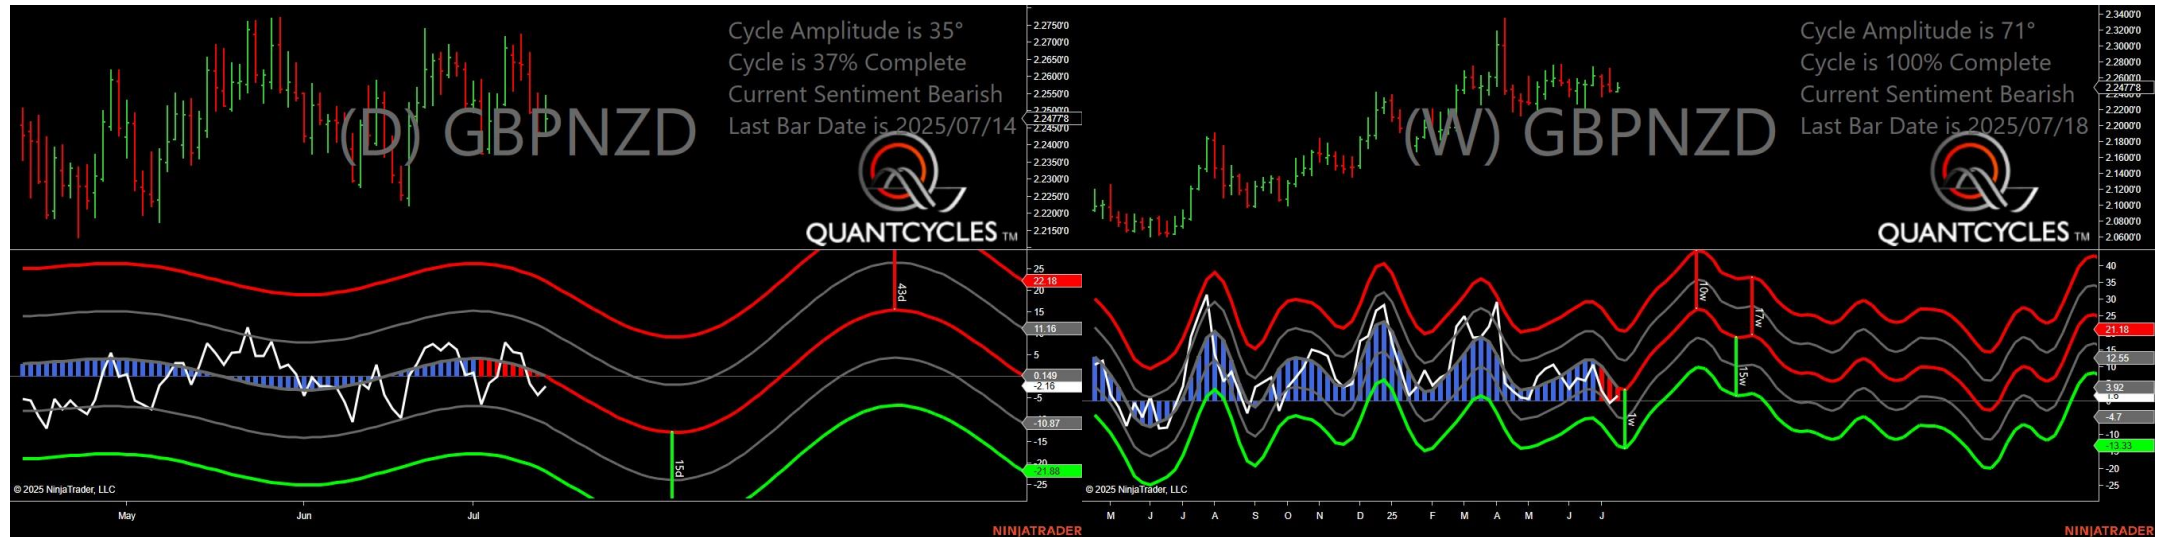 Cycle Amplitude is 35°
Cycle is 37% Complete
Current Sentiment Bearish
Last Bar Date is 2025/07/14
(D) GBPNZD
QUANTCYCLES TM
2.2750'0
2.2700'0
2.2650'0
2.2600'0
2.2550'0
2.2500'0
2.2477'8
2.2450'0
2.2400'0
2.2350'0
2.2300'0
2.2250'0
2.2200'0
2.2150'0
25
22.18
20
15
11.16
5
0.149
-2.16
-5
-10.87
-15
-20
-21.88
-25
43d
15d
© 2025 NinjaTrader, LLC
May Jun Jul
NINJATRADER
Cycle Amplitude is 71°
Cycle is 100% Complete
Current Sentiment Bearish
Last Bar Date is 2025/07/18
(W) GBPNZD
QUANTCYCLES TM
2.3400'0
2.3200'0
2.3000'0
2.2800'0
2.2600'0
2.2477'8
2.2200'0
2.2000'0
2.1800'0
2.1600'0
2.1400'0
2.1200'0
2.1000'0
2.0800'0
2.0600'0
40
35
30
25
21.18
15
12.55
10
3.92
-4.7
-10
-13.33
-20
-25
10w
17w
15w
1w
© 2025 NinjaTrader, LLC
M J J A S O N D 25 F M A M J J
NINJATRADER